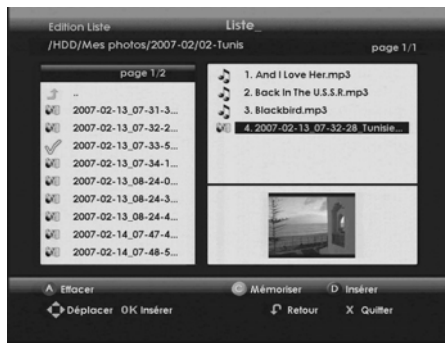 Edition Liste
Liste_
/HDD/Mes photos/2007-02/02-Tunis
page 1/1
page 1/2
..
2007-02-13_07-31-3...
2007-02-13_07-32-2...
2007-02-13_07-33-5...
2007-02-13_07-34-1...
2007-02-13_08-24-0...
2007-02-13_08-24-3...
2007-02-13_08-24-4...
2007-02-14_07-47-4...
2007-02-14_07-48-5...
1. And I Love Her.mp3
2. Back In The U.S.S.R.mp3
3. Blackbird.mp3
4. 2007-02-13_07-32-28_Tunisie...
A Effacer
C Mémoriser
D Insérer
Déplacer OK Insérer
Retour
X Quitter